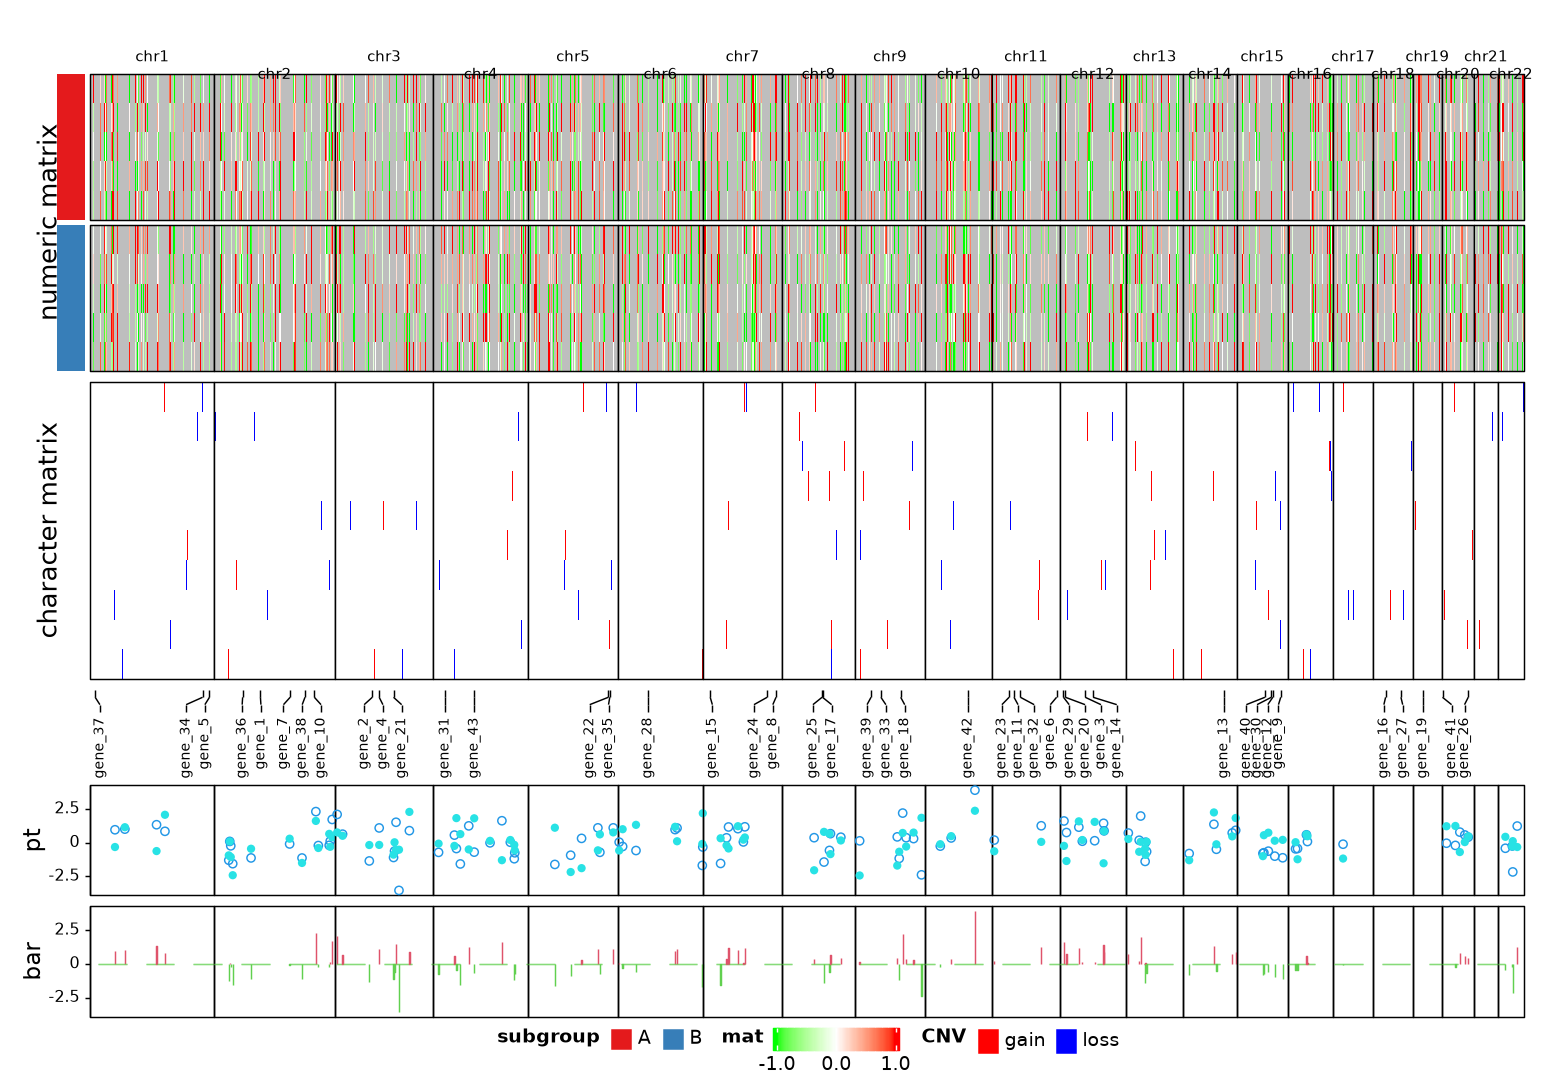 chr1 chr3 chr5 chr7 chr9 chr11 chr13 chr15 chr17 chr19 chr21
chr2 chr4 chr6 chr8 chr10 chr12 chr14 chr16 chr18 chr20 chr22
numeric matrix
character matrix
gene_37 gene_34 gene_5 gene_36 gene_1 gene_7 gene_38 gene_10 gene_2 gene_4 gene_21 gene_31 gene_43 gene_22 gene_35 gene_28 gene_15 gene_24 gene_8 gene_25 gene_17 gene_39 gene_33 gene_18 gene_42 gene_23 gene_11 gene_32 gene_6 gene_29 gene_20 gene_3 gene_14 gene_13 gene_40 gene_30 gene_12 gene_9 gene_16 gene_27 gene_19 gene_41 gene_26
pt
2.5
0
-2.5
bar
2.5
0
-2.5
subgroup A B mat CNV gain loss
-1.0 0.0 1.0